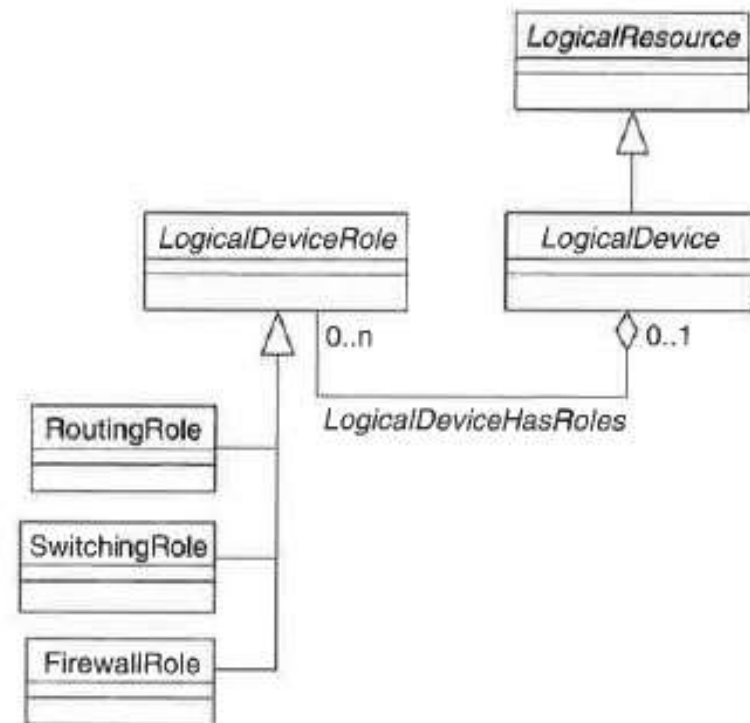 LogicalResource
LogicalDeviceRole
LogicalDevice
0..n
0..1
LogicalDeviceHasRoles
RoutingRole
SwitchingRole
FirewallRole